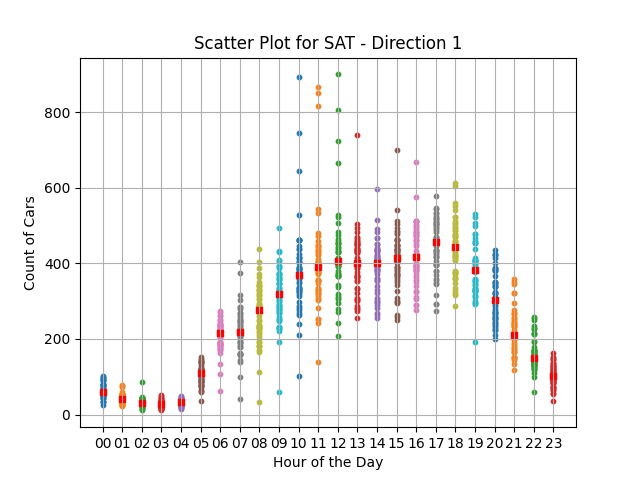 Scatter Plot for SAT - Direction 1
Count of Cars
800
600
400
200
0
00 01 02 03 04 05 06 07 08 09 10 11 12 13 14 15 16 17 18 19 20 21 22 23
Hour of the Day